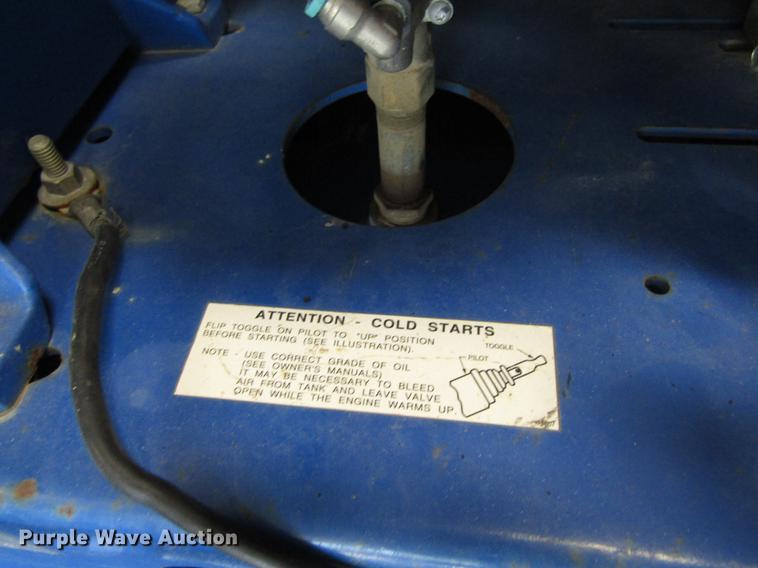 ATTENTION - COLD STARTS
FLIP TOGGLE ON PILOT TO "UP" POSITION
BEFORE STARTING (SEE ILLUSTRATION).
NOTE - USE CORRECT GRADE OF OIL
(SEE OWNER'S MANUALS)
IT MAY BE NECESSARY TO BLEED
AIR FROM TANK AND LEAVE VALVE
OPEN WHILE THE ENGINE WARMS UP.
TOGGLE
PILOT
Purple Wave Auction